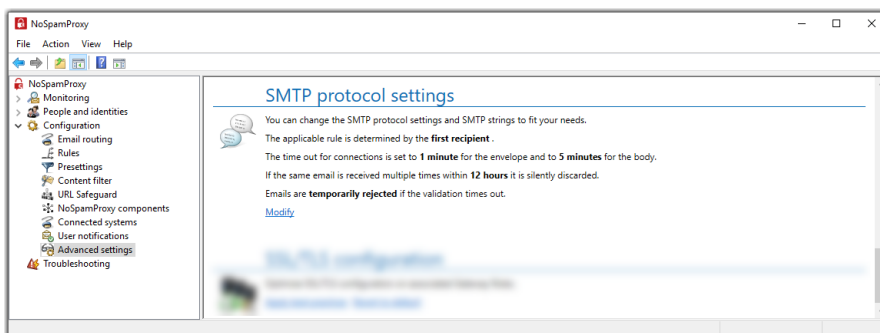 NoSpamProxy
File Action View Help
NoSpamProxy
Monitoring
People and identities
Configuration
Email routing
Rules
Presettings
Content filter
URL Safeguard
NoSpamProxy components
Connected systems
User notifications
Advanced settings
Troubleshooting
SMTP protocol settings
You can change the SMTP protocol settings and SMTP strings to fit your needs.
The applicable rule is determined by the first recipient .
The time out for connections is set to 1 minute for the envelope and to 5 minutes for the body.
If the same email is received multiple times within 12 hours it is silently discarded.
Emails are temporarily rejected if the validation times out.
Modify
SSL/TLS configuration